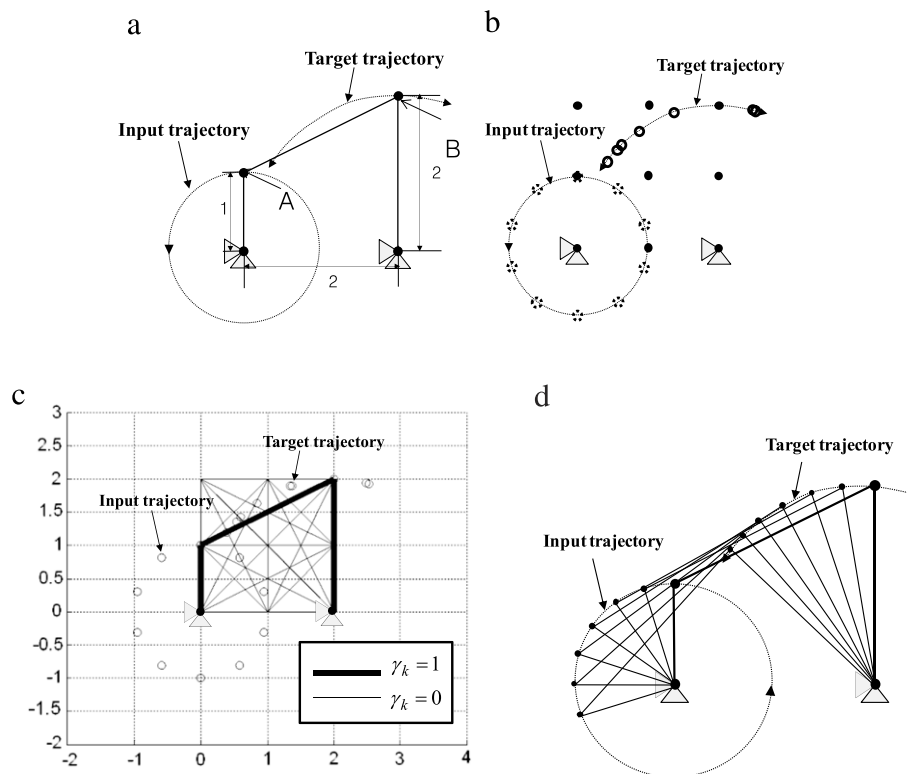 a
Target trajectory
Input trajectory
A
B
1
2
2
b
Target trajectory
Input trajectory
c
3
2.5
2
1.5
1
0.5
0
-0.5
-1
-1.5
-2
-2
-1
0
1
2
3
4
Target trajectory
Input trajectory
γk = 1
γk = 0
d
Target trajectory
Input trajectory